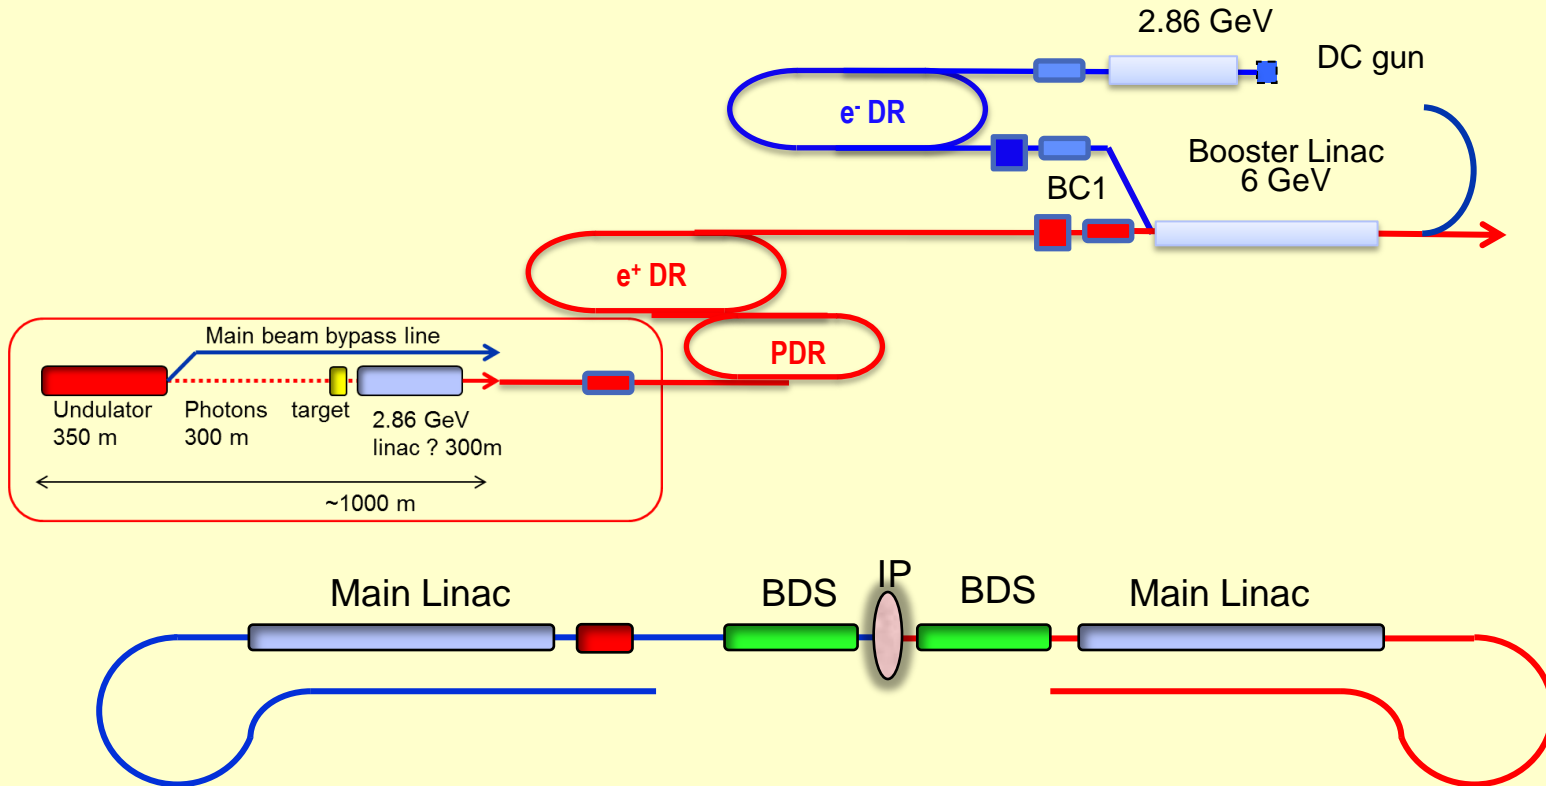 2.86 GeV
DC gun
e⁻ DR
Booster Linac
6 GeV
BC1
e⁺ DR
PDR
Main beam bypass line
Undulator
350 m
Photons
300 m
target
2.86 GeV
linac ? 300m
~1000 m
Main Linac
BDS
IP
BDS
Main Linac